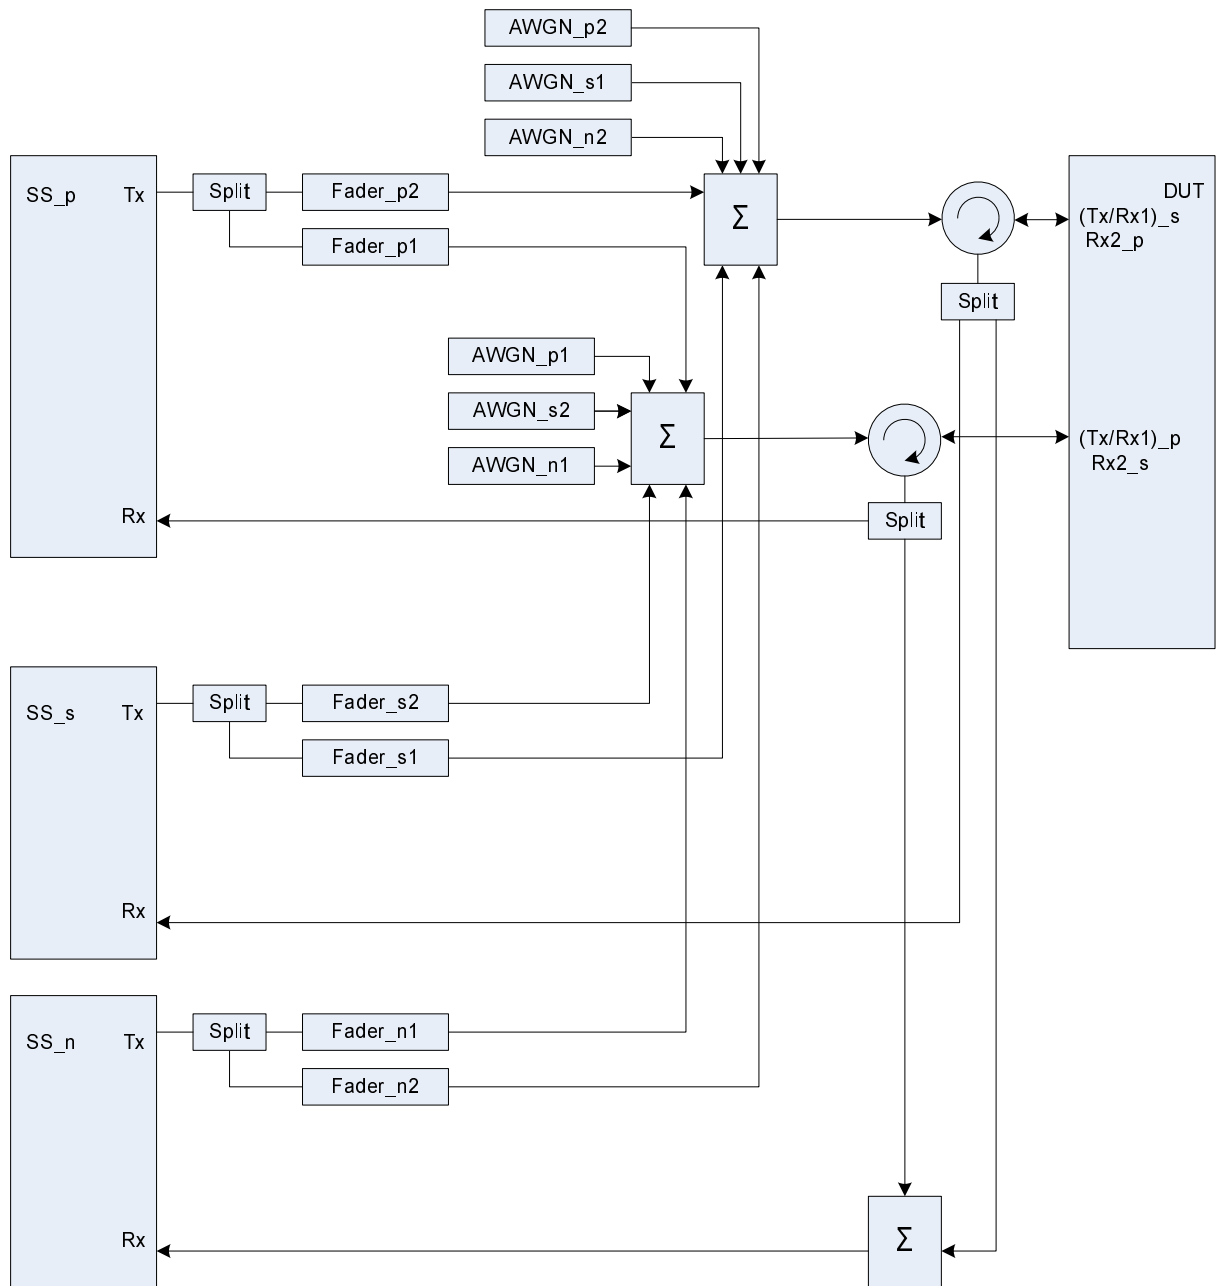 AWGN_p2
AWGN_s1
AWGN_n2
SS_p Tx
Split
Fader_p2
Fader_p1
Σ
DUT
(Tx/Rx1)_s
Rx2_p
Split
AWGN_p1
AWGN_s2
AWGN_n1
Σ
(Tx/Rx1)_p
Rx2_s
Split
Rx
SS_s Tx
Split
Fader_s2
Fader_s1
Rx
SS_n Tx
Split
Fader_n1
Fader_n2
Rx
Σ